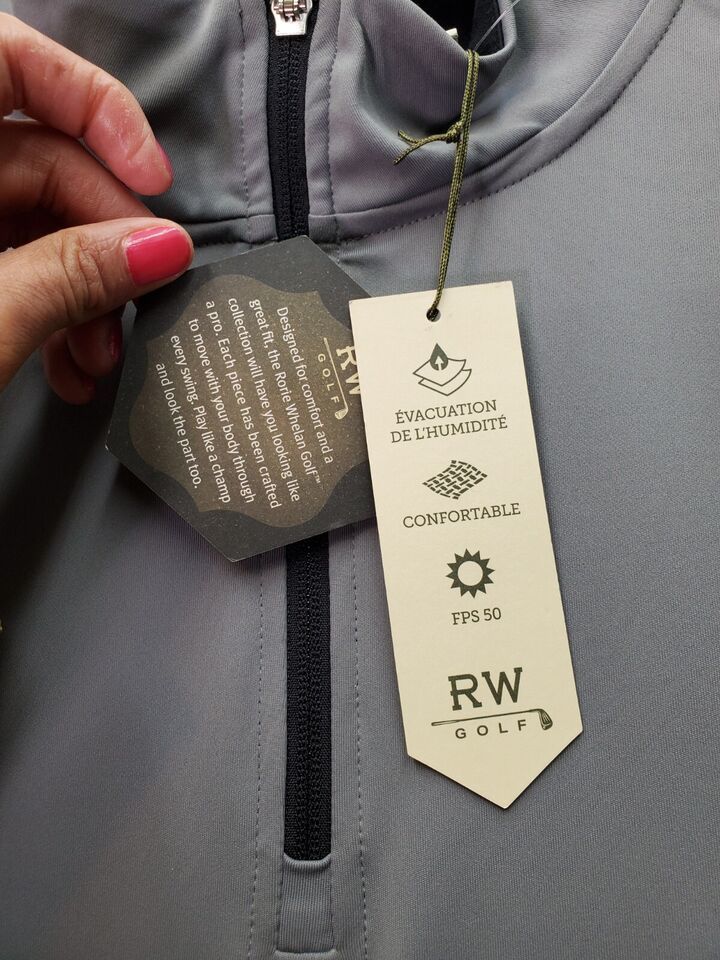 RW
GOLF
Designed for comfort and a
great fit, the Rorie Whelan Golf™
collection will have you looking like
a pro. Each piece has been crafted
to move with your body through
every swing. Play like a champ
and look the part too.
ÉVACUATION
DE L'HUMIDITÉ
CONFORTABLE
FPS 50
RW
GOLF